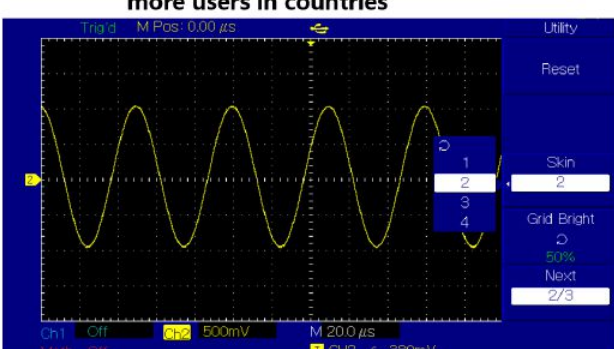 more users in countries
Trig'd M Pos: 0.00 µs Utility
Reset
1
2
3
4
2
Skin
2
Grid Bright
50%
Next
2/3
Ch1 Off Ch2 500mV M 20.0 µs